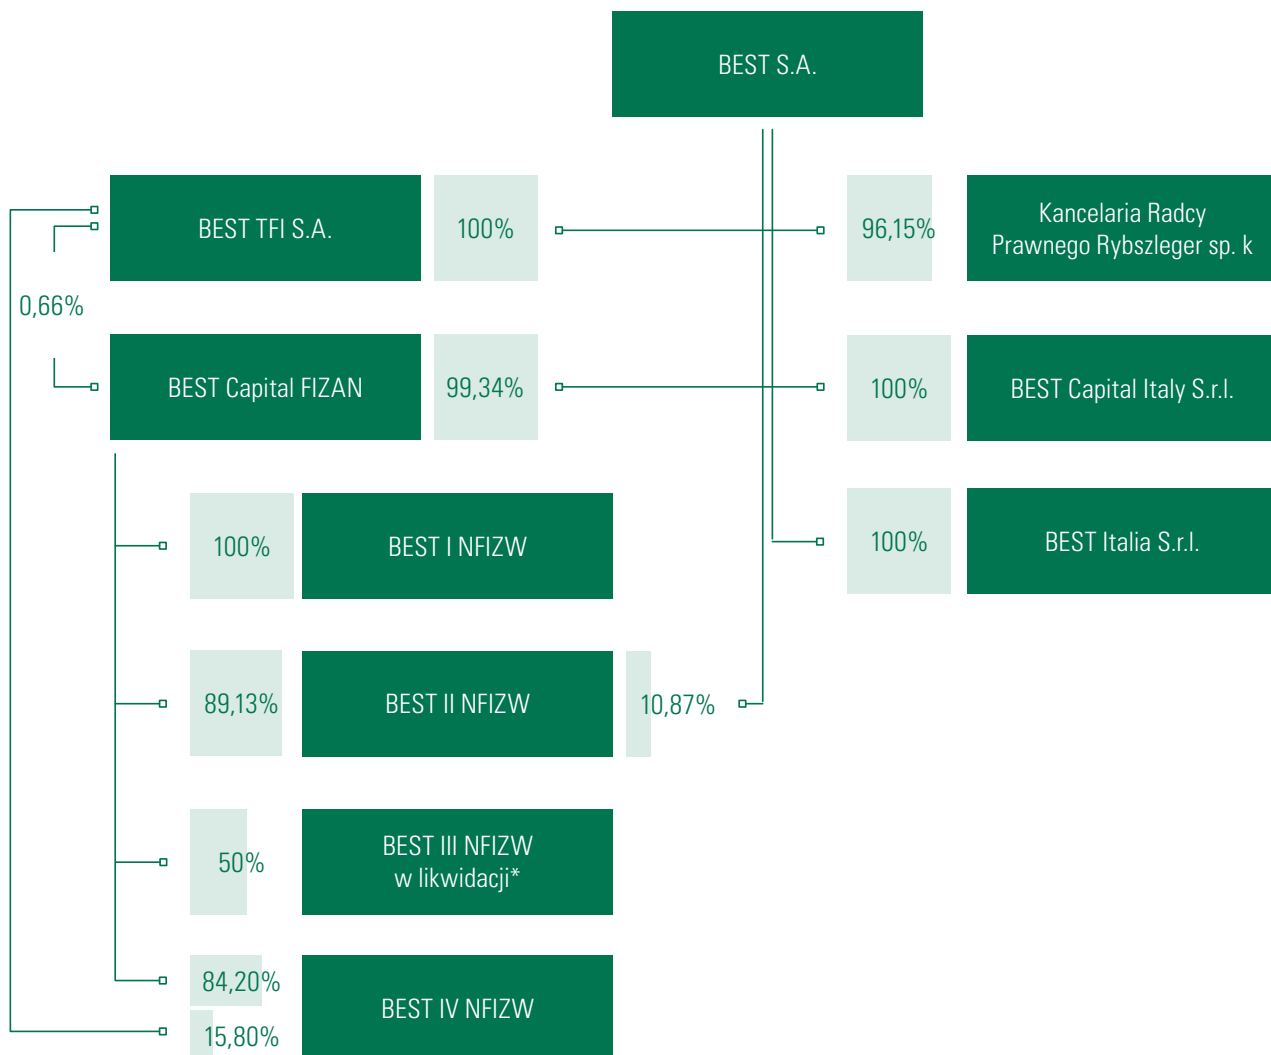 BEST S.A.
BEST TFI S.A.
100%
96,15%
Kancelaria Radcy
Prawnego Rybszleger sp. k
0,66%
BEST Capital FIZAN
99,34%
100%
BEST Capital Italy S.r.l.
100%
BEST I NFIZW
100%
BEST Italia S.r.l.
89,13%
BEST II NFIZW
10,87%
50%
BEST III NFIZW
w likwidacji*
84,20%
BEST IV NFIZW
15,80%